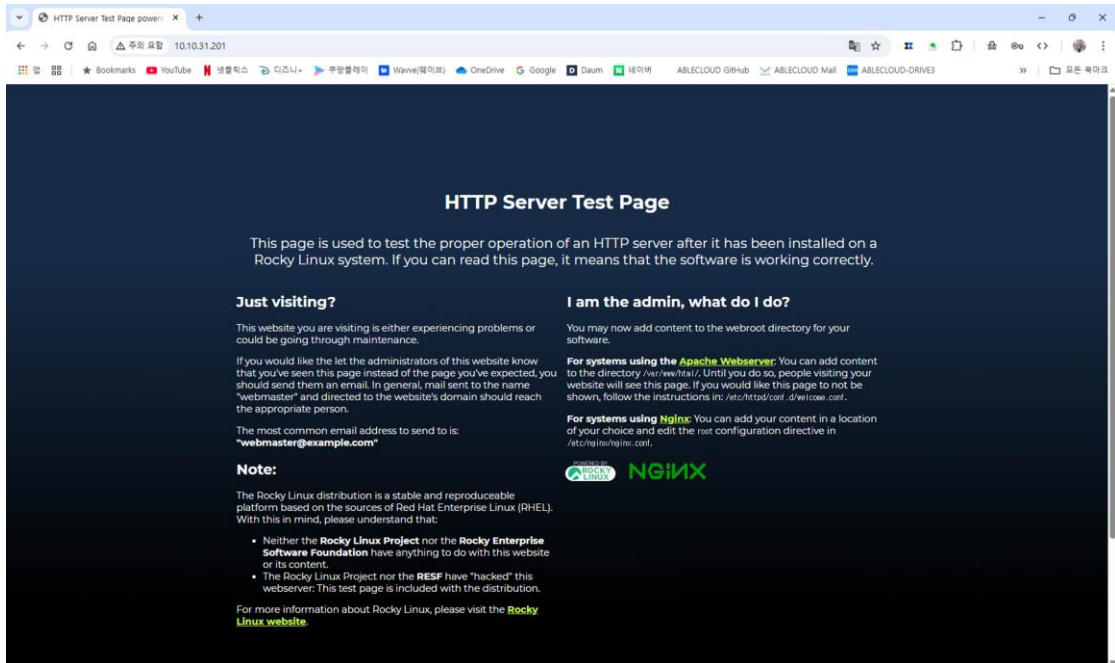 HTTP Server Test Page powere
주의 요함 10.10.31.201
앱 Bookmarks YouTube 넷플릭스 디즈니+ 쿠팡플레이 Wavve(웨이브) OneDrive Google Daum 네이버 ABLECLOUD GitHub ABLECLOUD Mail ABLECLOUD-DRIVE3 » 모든 북마크
HTTP Server Test Page
This page is used to test the proper operation of an HTTP server after it has been installed on a
Rocky Linux system. If you can read this page, it means that the software is working correctly.
Just visiting?
This website you are visiting is either experiencing problems or
could be going through maintenance.
If you would like the let the administrators of this website know
that you've seen this page instead of the page you've expected, you
should send them an email. In general, mail sent to the name
"webmaster" and directed to the website's domain should reach
the appropriate person.
The most common email address to send to is:
"webmaster@example.com"
Note:
The Rocky Linux distribution is a stable and reproduceable
platform based on the sources of Red Hat Enterprise Linux (RHEL).
With this in mind, please understand that:
• Neither the Rocky Linux Project nor the Rocky Enterprise
Software Foundation have anything to do with this website
or its content.
• The Rocky Linux Project nor the RESF have "hacked" this
webserver: This test page is included with the distribution.
For more information about Rocky Linux, please visit the Rocky
Linux website.
I am the admin, what do I do?
You may now add content to the webroot directory for your
software.
For systems using the Apache Webserver: You can add content
to the directory /var/www/html/. Until you do so, people visiting your
website will see this page. If you would like this page to not be
shown, follow the instructions in: /etc/httpd/conf.d/welcome.conf.
For systems using Nginx: You can add your content in a location
of your choice and edit the root configuration directive in
/etc/nginx/nginx.conf.
POWERED BY
ROCKY
LINUX
NGINX